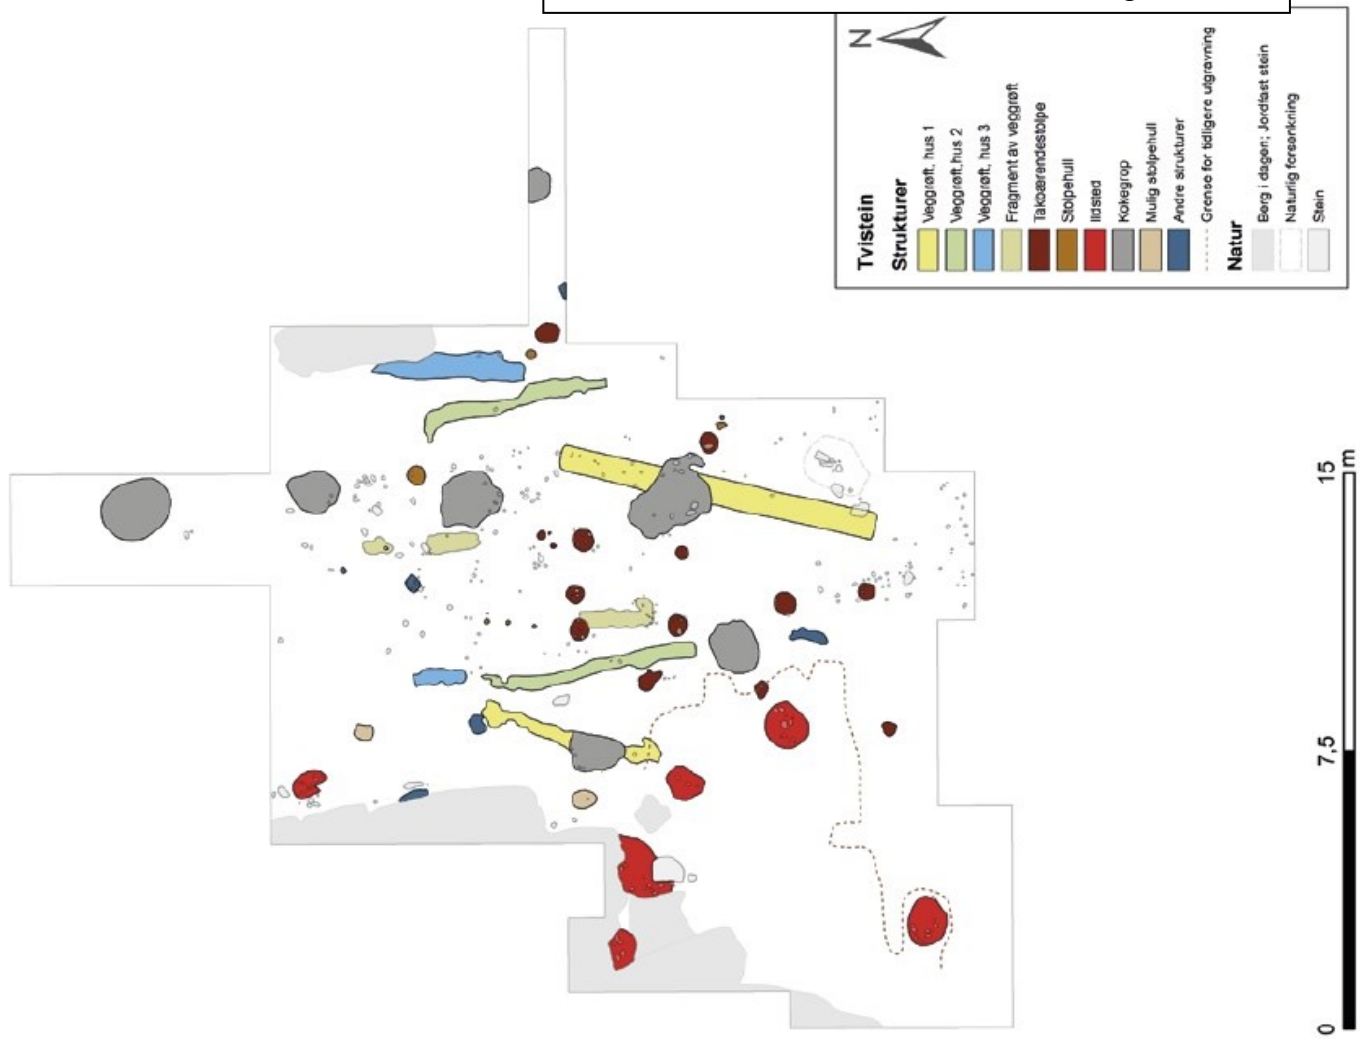 N
Tvistein
Strukturer
Veggrøft, hus 1
Veggrøft,hus 2
Veggrøft, hus 3
Fragment av veggrøft
Takbærendestolpe
Stolpehull
Ildsted
Kokegrop
Mulig stolpehull
Andre strukturer
Grense for tidligere utgravning
Natur
Berg i dagen; Jordfast stein
Naturlig forsenkning
Stein
0 7,5 15 m